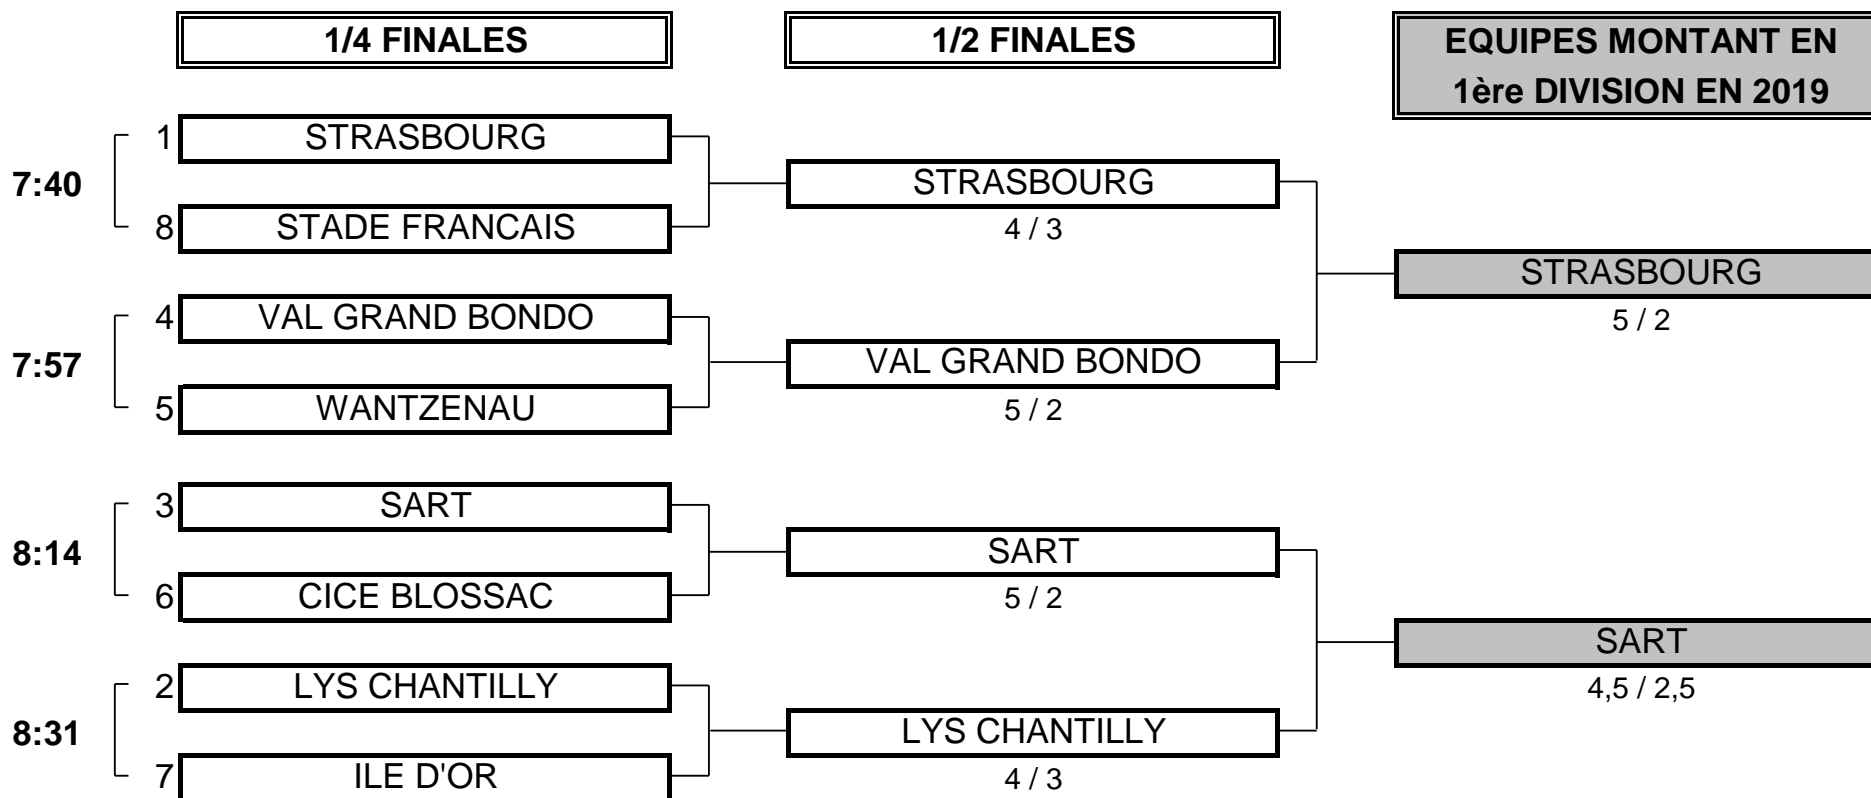 1/4 FINALES
1/2 FINALES
EQUIPES MONTANT EN
1ère DIVISION EN 2019
1 STRASBOURG
7:40
STRASBOURG
8 STADE FRANCAIS
4 / 3
STRASBOURG
4 VAL GRAND BONDO
5 / 2
7:57
VAL GRAND BONDO
5 WANTZENAU
5 / 2
3 SART
8:14
SART
6 CICE BLOSSAC
5 / 2
SART
2 LYS CHANTILLY
4,5 / 2,5
8:31
LYS CHANTILLY
7 ILE D'OR
4 / 3